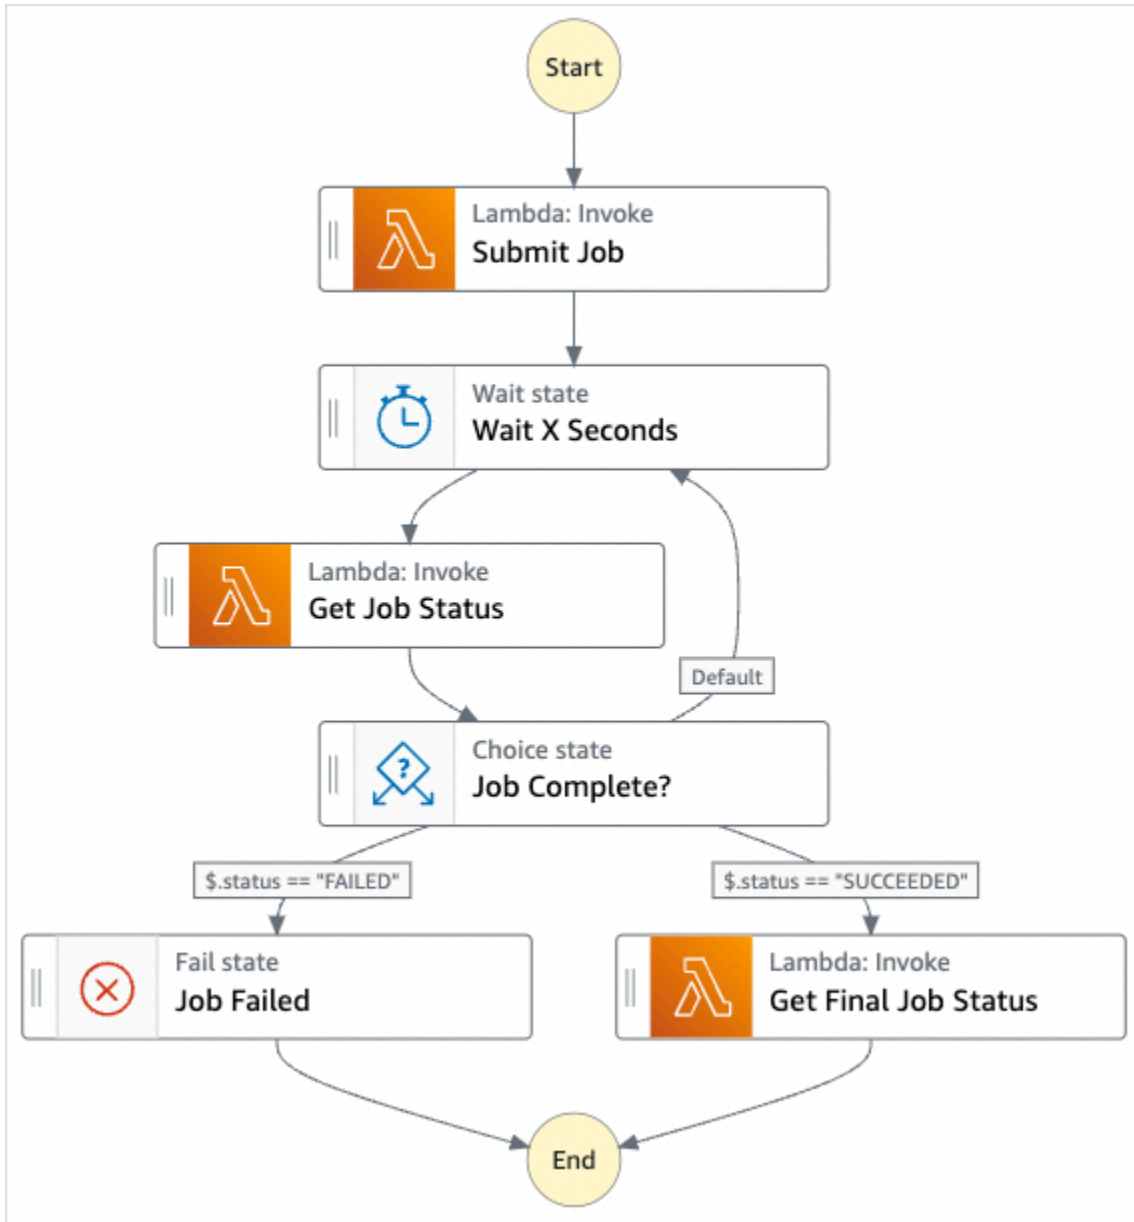 Start
Lambda: Invoke
Submit Job
Wait state
Wait X Seconds
Lambda: Invoke
Get Job Status
Default
Choice state
?
Job Complete?
$.status == "FAILED"
$.status == "SUCCEEDED"
Fail state
Job Failed
Lambda: Invoke
Get Final Job Status
End